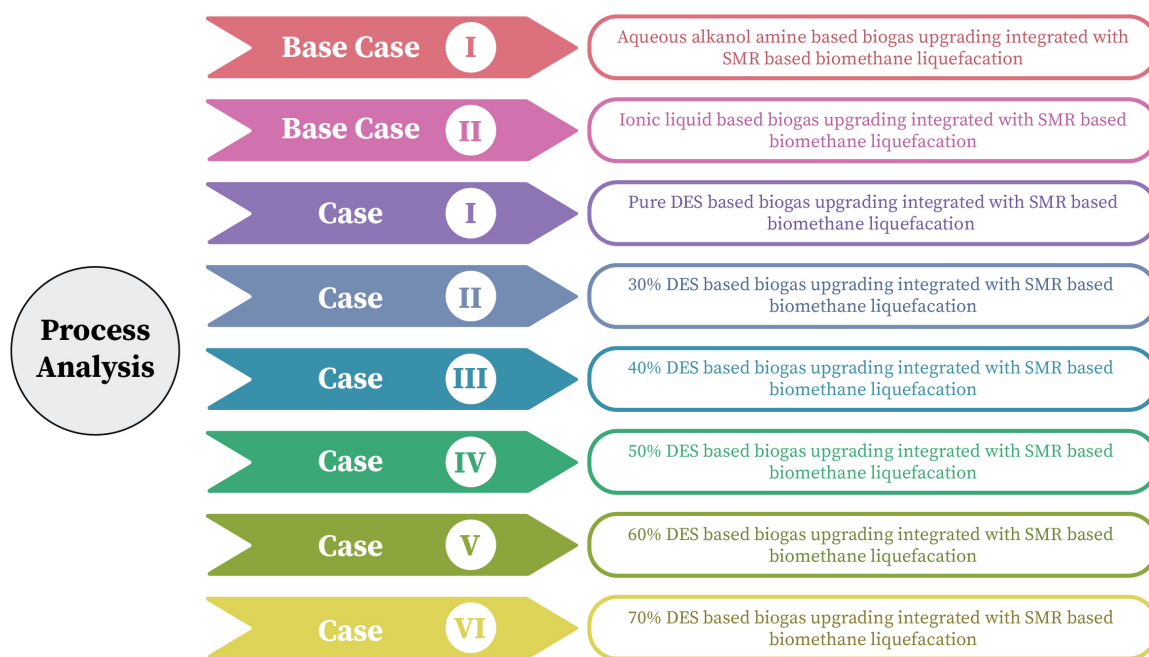 Process
Analysis
Base Case I
Aqueous alkanol amine based biogas upgrading integrated with
SMR based biomethane liquefacation
Base Case II
Ionic liquid based biogas upgrading integrated with SMR based
biomethane liquefacation
Case I
Pure DES based biogas upgrading integrated with SMR based
biomethane liquefacation
Case II
30% DES based biogas upgrading integrated with SMR based
biomethane liquefacation
Case III
40% DES based biogas upgrading integrated with SMR based
biomethane liquefacation
Case IV
50% DES based biogas upgrading integrated with SMR based
biomethane liquefacation
Case V
60% DES based biogas upgrading integrated with SMR based
biomethane liquefacation
Case VI
70% DES based biogas upgrading integrated with SMR based
biomethane liquefacation